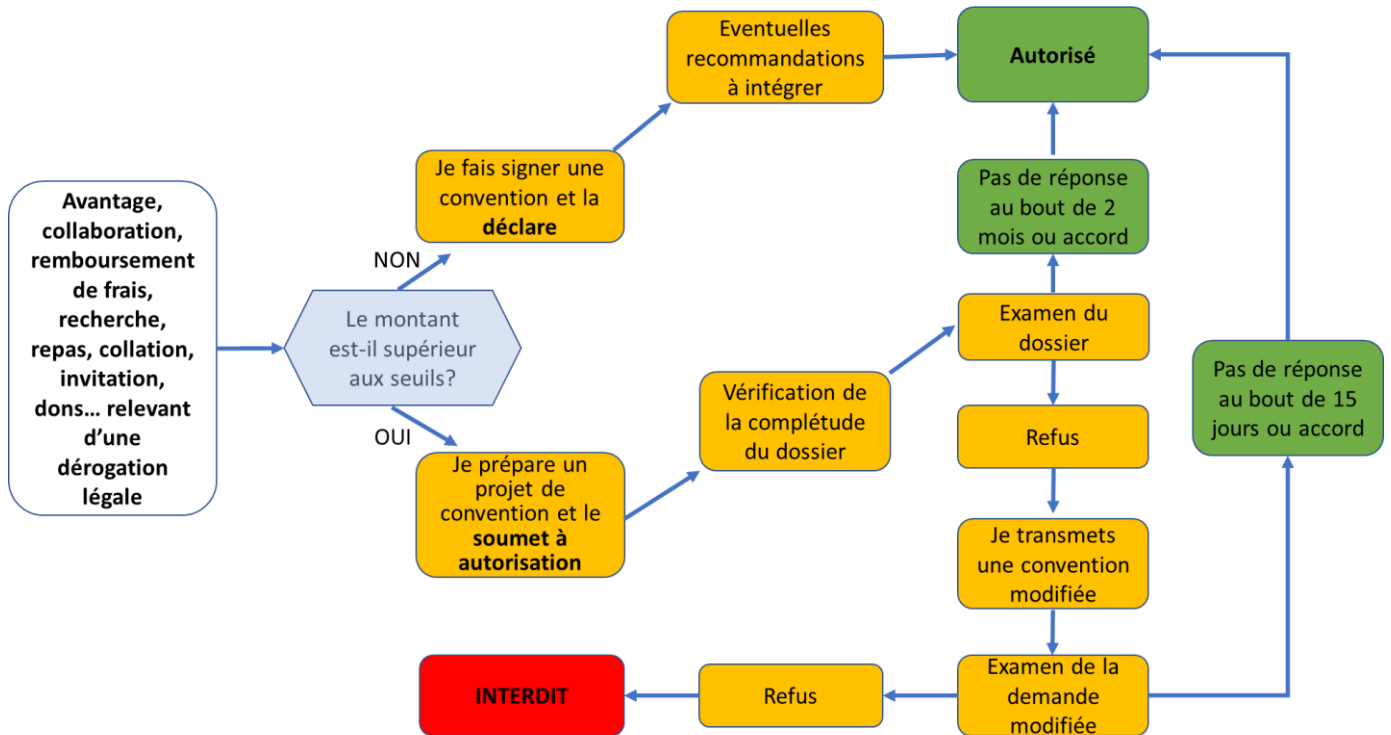 Avantage,
collaboration,
remboursement
de frais,
recherche,
repas, collation,
invitation,
dons... relevant
d'une
dérogation
légale
Le montant
est-il supérieur
aux seuils?
NON
Je fais signer une
convention et la
déclare
Eventuelles
recommandations
à intégrer
Autorisé
OUI
Je prépare un
projet de
convention et le
soumet à
autorisation
Vérification de
la complétude
du dossier
Examen du
dossier
Pas de réponse
au bout de 2
mois ou accord
Refus
Je transmets
une convention
modifiée
Examen de la
demande
modifiée
Pas de réponse
au bout de 15
jours ou accord
Refus
INTERDIT